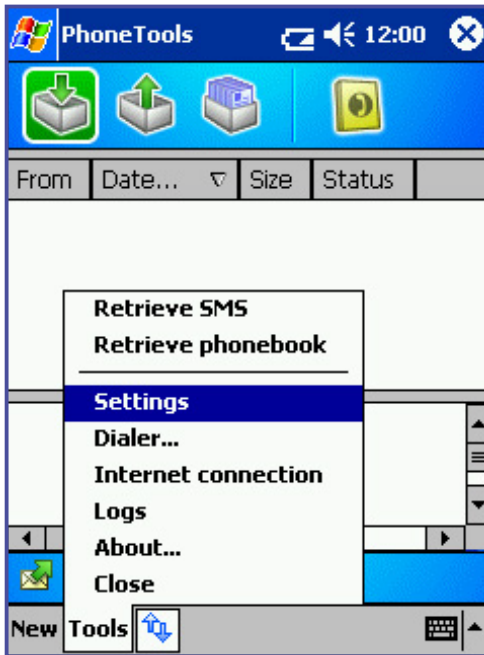 PhoneTools 12:00
From Date... Size Status
Retrieve SMS
Retrieve phonebook
Settings
Dialer...
Internet connection
Logs
About...
Close
New Tools